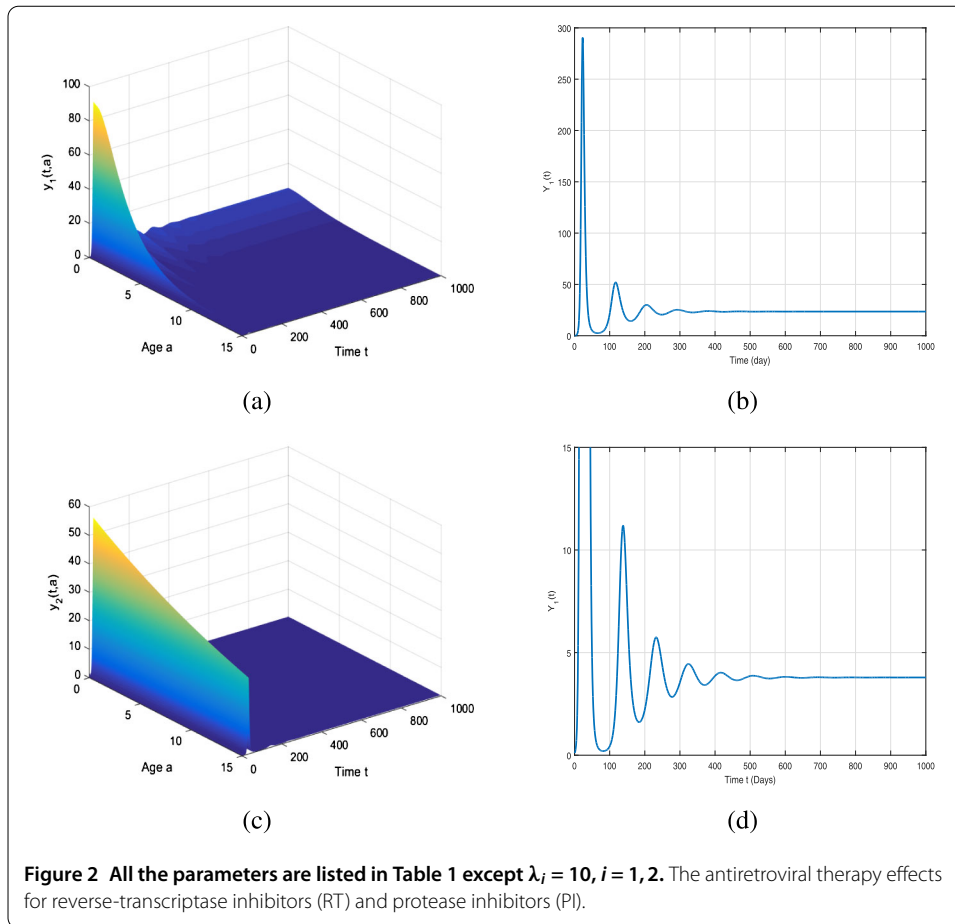 100
80
60
40
20
0
y₁(t,a)
0
5
10
15
Age a
0
200
400
600
800
1000
Time t
(a)
300
250
200
150
100
50
0
Y₁(t)
0 100 200 300 400 500 600 700 800 900 1000
Time (day)
(b)
60
50
40
30
20
10
0
y₂(t,a)
0
5
10
15
Age a
0
200
400
600
800
1000
Time t
(c)
15
10
5
0
Y₁(t)
0 100 200 300 400 500 600 700 800 900 1000
Time t (Days)
(d)
Figure 2 All the parameters are listed in Table 1 except λᵢ = 10, i = 1, 2. The antiretroviral therapy effects
for reverse-transcriptase inhibitors (RT) and protease inhibitors (PI).